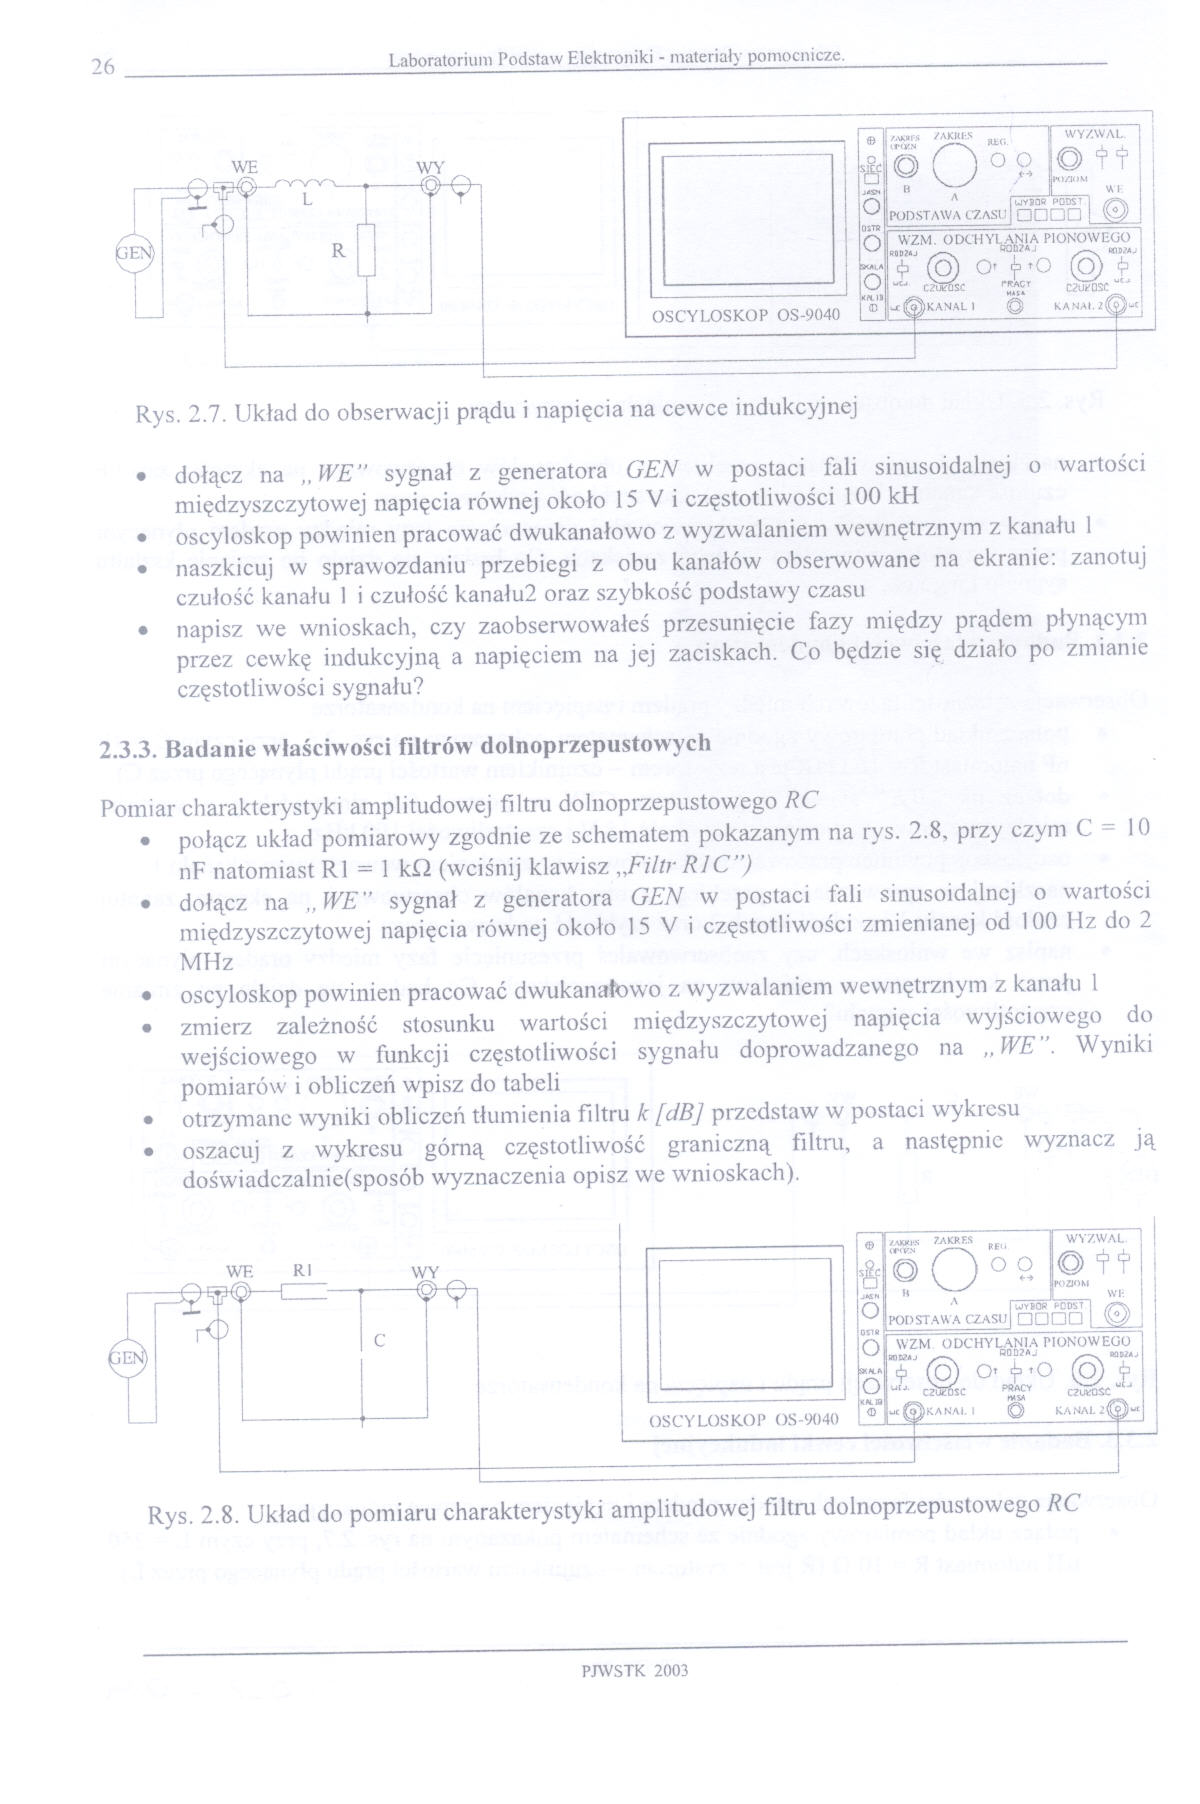 26
Laboratorium Podstaw Elektroniki - materiały pomocnicze.
WE
WY
L
R
GEN
ZAKRES
ZAKRES
REG.
WYZWAL.
SIEC
B
A
POZIOM
WE
JASN
PODSTAWA CZASU
WYBOR PODST.
OSTR
WZM. ODCHYLANIA PIONOWEGO
RODZAJ
RODZAJ
RODZAJ
SKALA
WEJ.
CZUŁOSC
PRACY
CZUŁOSC
WEJ.
MASA
KALIB
KANAŁ 1
KANAŁ 2
OSCYLOSKOP OS-9040
Rys. 2.7. Układ do obserwacji prądu i napięcia na cewce indukcyjnej
• dołącz na „WE” sygnał z generatora GEN w postaci fali sinusoidalnej o wartości
międzyszczytowej napięcia równej około 15 V i częstotliwości 100 kH
• oscyloskop powinien pracować dwukanałowo z wyzwalaniem wewnętrznym z kanału 1
• naszkicuj w sprawozdaniu przebiegi z obu kanałów obserwowane na ekranie: zanotuj
czułość kanału 1 i czułość kanału2 oraz szybkość podstawy czasu
• napisz we wnioskach, czy zaobserwowałeś przesunięcie fazy między prądem płynącym
przez cewkę indukcyjną a napięciem na jej zaciskach. Co będzie się działo po zmianie
częstotliwości sygnału?
2.3.3. Badanie właściwości filtrów dolnoprzepustowych
Pomiar charakterystyki amplitudowej filtru dolnoprzepustowego RC
• połącz układ pomiarowy zgodnie ze schematem pokazanym na rys. 2.8, przy czym C = 10
nF natomiast R1 = 1 kΩ (wciśnij klawisz „Filtr R1C”)
• dołącz na „WE” sygnał z generatora GEN w postaci fali sinusoidalnej o wartości
międzyszczytowej napięcia równej około 15 V i częstotliwości zmienianej od 100 Hz do 2
MHz
• oscyloskop powinien pracować dwukanałowo z wyzwalaniem wewnętrznym z kanału 1
• zmierz zależność stosunku wartości międzyszczytowej napięcia wyjściowego do
wejściowego w funkcji częstotliwości sygnału doprowadzanego na „WE”. Wyniki
pomiarów i obliczeń wpisz do tabeli
• otrzymane wyniki obliczeń tłumienia filtru k [dB] przedstaw w postaci wykresu
• oszacuj z wykresu górną częstotliwość graniczną filtru, a następnie wyznacz ją
doświadczalnie(sposób wyznaczenia opisz we wnioskach).
WE
R1
WY
C
GEN
ZAKRES
ZAKRES
REG.
WYZWAL.
SIEC
B
A
POZIOM
WE
JASN
PODSTAWA CZASU
WYBOR PODST.
OSTR
WZM. ODCHYLANIA PIONOWEGO
RODZAJ
RODZAJ
RODZAJ
SKALA
WEJ.
CZUŁOSC
PRACY
CZUŁOSC
WEJ.
MASA
KALIB
KANAŁ 1
KANAŁ 2
OSCYLOSKOP OS-9040
Rys. 2.8. Układ do pomiaru charakterystyki amplitudowej filtru dolnoprzepustowego RC
PJWSTK 2003